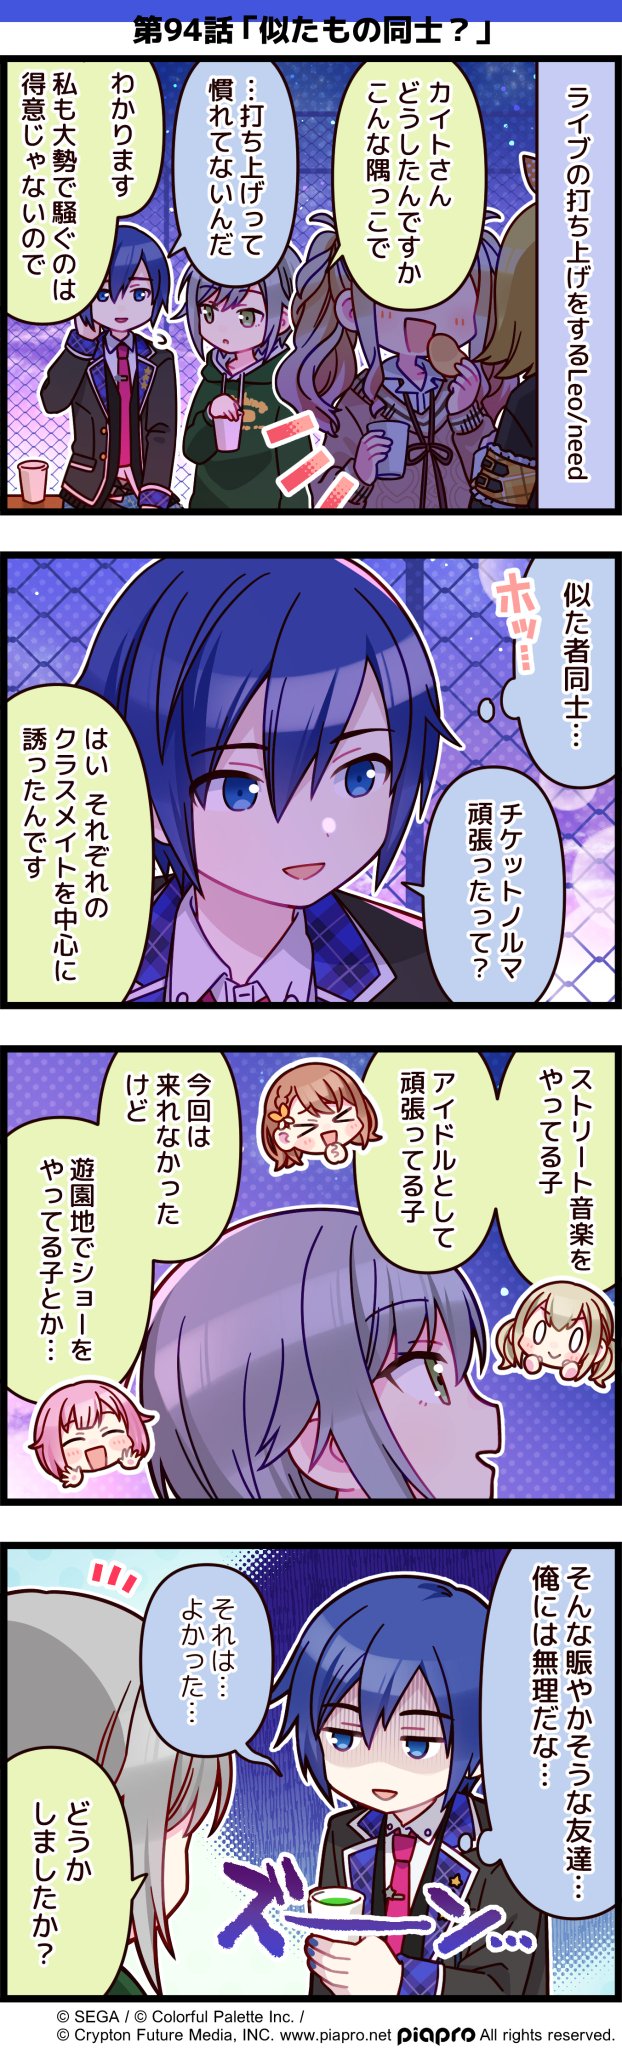 第94話「似たもの同士？」
ライブの打ち上げをするLeo/need
カイトさん
どうしたんですか
こんな隅っこで
…打ち上げって
慣れてないんだ
わかります
私も大勢で騒ぐのは
得意じゃないので
似た者同士…
ホッ…
チケットノルマ
頑張ったって？
はい それぞれの
クラスメイトを中心に
誘ったんです
ストリート音楽を
やってる子
アイドルとして
頑張ってる子
今回は
来れなかった
けど
遊園地でショーを
やってる子とか…
そんな賑やかそうな友達…
俺には無理だな…
それは…
よかった…
ズーン…
どうか
しましたか？
© SEGA / © Colorful Palette Inc. /
© Crypton Future Media, INC. www.piapro.net piapro All rights reserved.